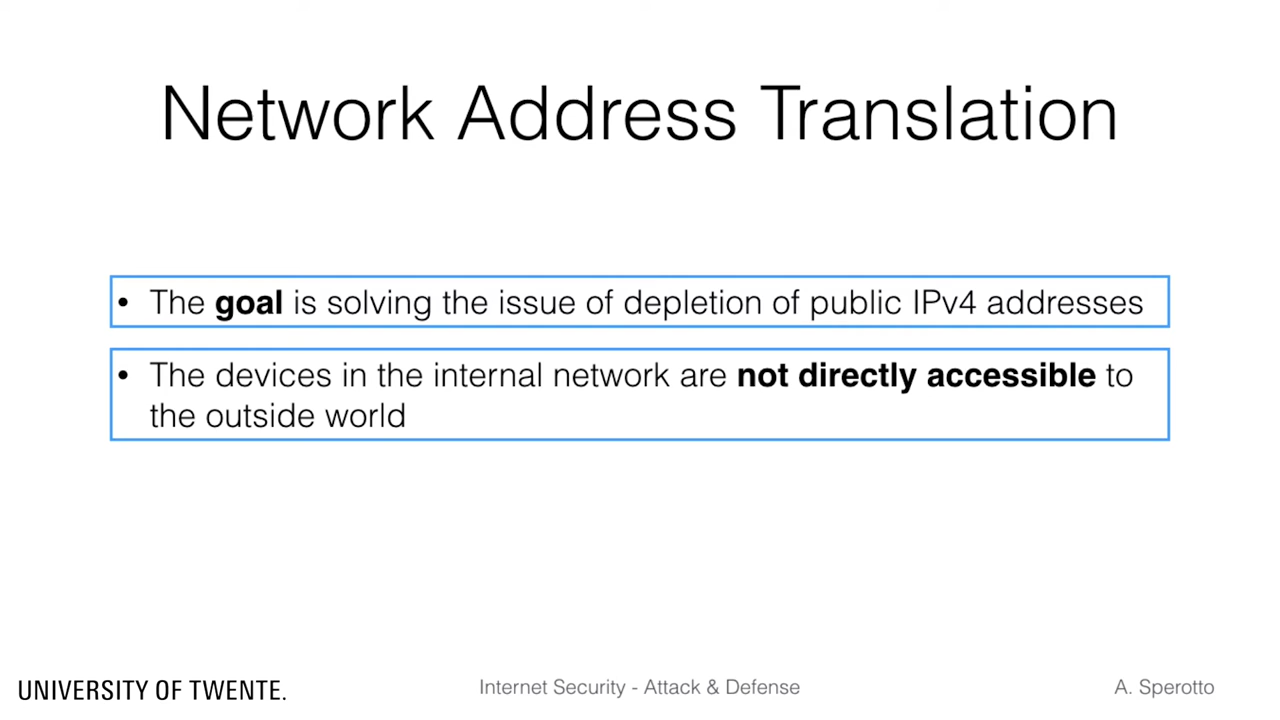 Network Address Translation
• The goal is solving the issue of depletion of public IPv4 addresses
• The devices in the internal network are not directly accessible to
the outside world
UNIVERSITY OF TWENTE.
Internet Security - Attack & Defense
A. Sperotto